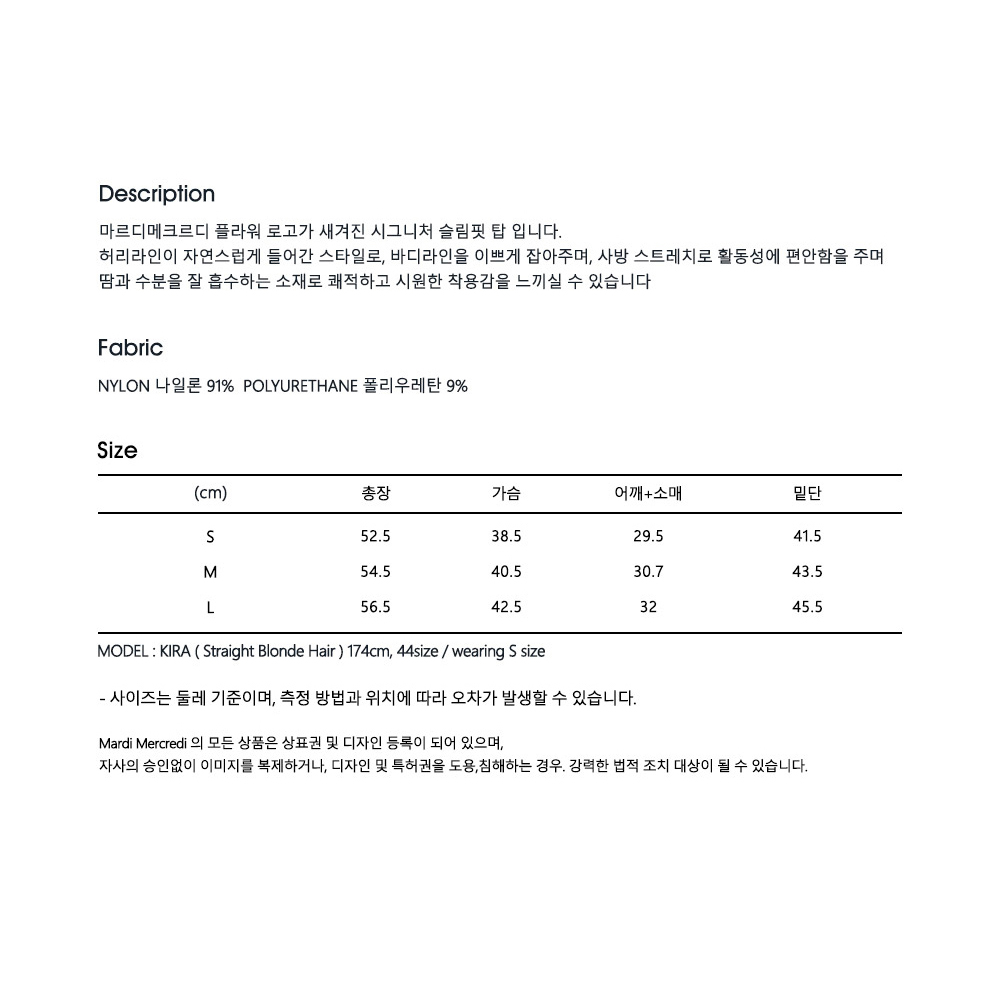 Description
마르디메크르디 플라워 로고가 새겨진 시그니처 슬림핏 탑 입니다.
허리라인이 자연스럽게 들어간 스타일로, 바디라인을 이쁘게 잡아주며, 사방 스트레치로 활동성에 편안함을 주며
땀과 수분을 잘 흡수하는 소재로 쾌적하고 시원한 착용감을 느끼실 수 있습니다
Fabric
NYLON 나일론 91% POLYURETHANE 폴리우레탄 9%
Size
(cm) 총장 가슴 어깨+소매 밑단
S 52.5 38.5 29.5 41.5
M 54.5 40.5 30.7 43.5
L 56.5 42.5 32 45.5
MODEL : KIRA ( Straight Blonde Hair ) 174cm, 44size / wearing S size
- 사이즈는 둘레 기준이며, 측정 방법과 위치에 따라 오차가 발생할 수 있습니다.
Mardi Mercredi 의 모든 상품은 상표권 및 디자인 등록이 되어 있으며,
자사의 승인없이 이미지를 복제하거나, 디자인 및 특허권을 도용,침해하는 경우. 강력한 법적 조치 대상이 될 수 있습니다.